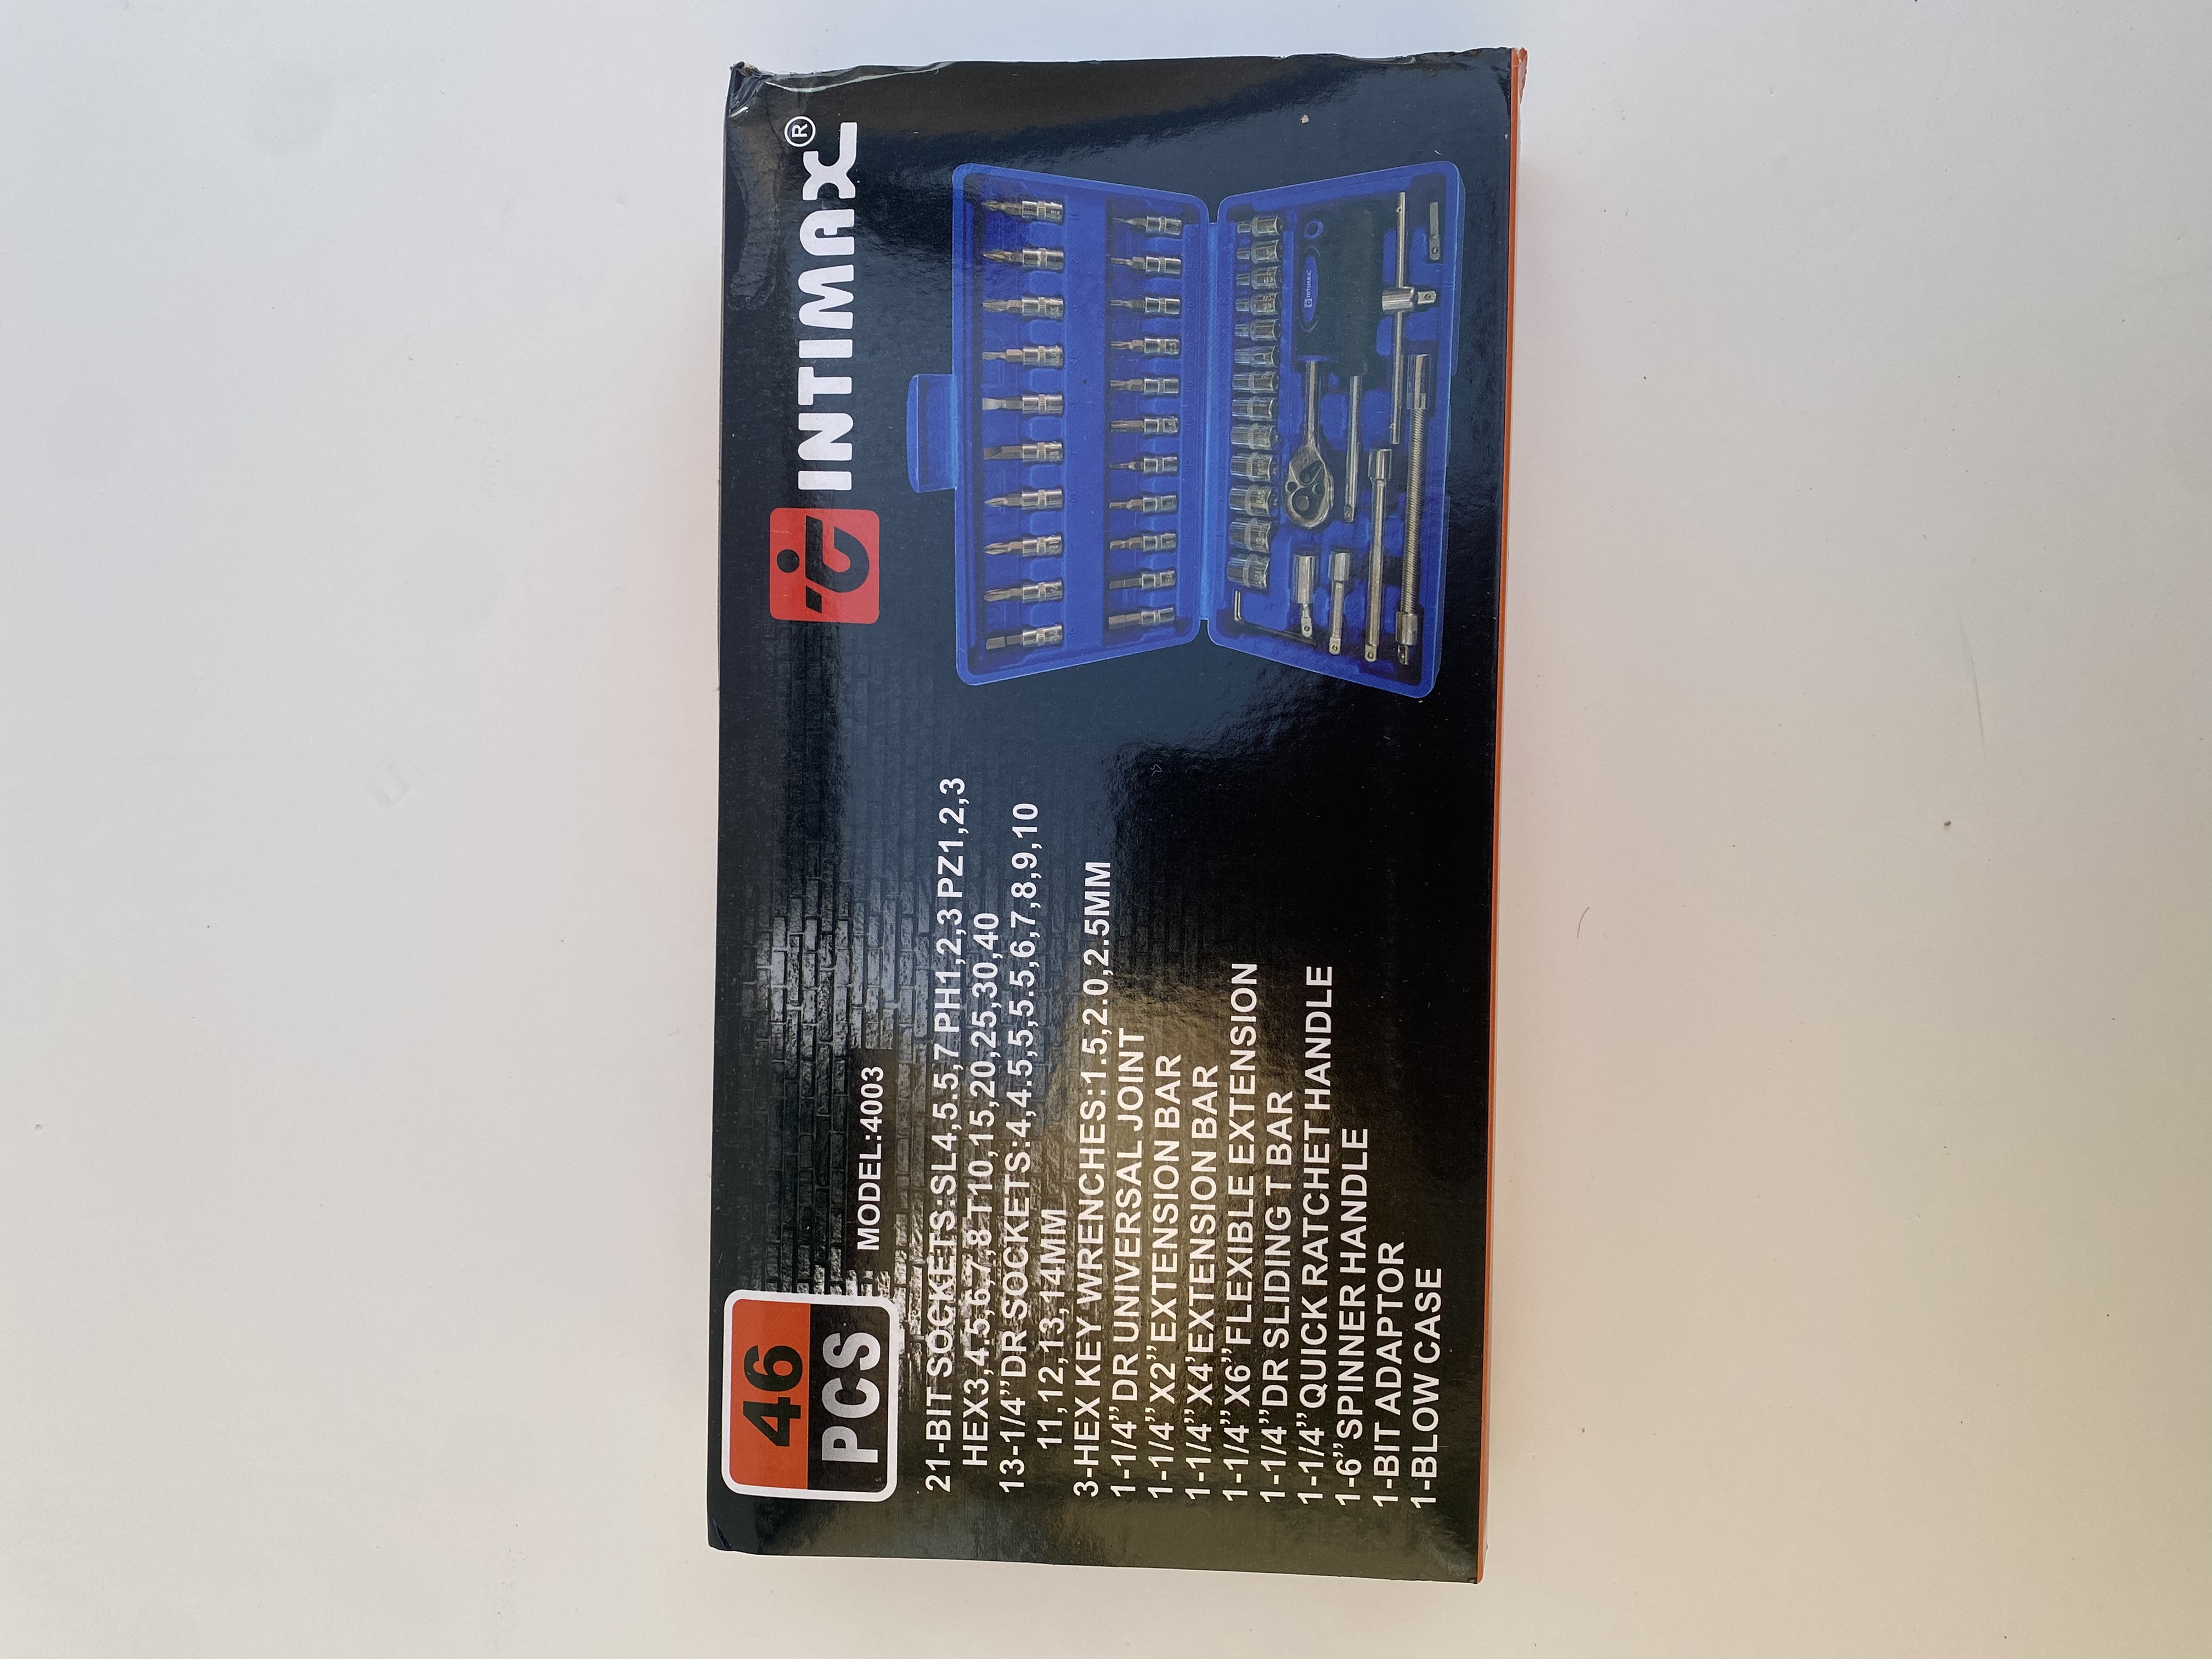 46
PCS
INTIMAX®
MODEL:4003
21-BIT SOCKETS:SL4,5.5,7 PH1,2,3 PZ1,2,3
HEX3,4.5,6,7,8 T10,15,20,25,30,40
13-1/4”DR SOCKETS:4,4.5,5,5.5,6,7,8,9,10
11,12,13,14MM
3-HEX KEY WRENCHES:1.5,2.0,2.5MM
1-1/4”DR UNIVERSAL JOINT
1-1/4”X2”EXTENSION BAR
1-1/4”X4’EXTENSION BAR
1-1/4”X6”FLEXIBLE EXTENSION
1-1/4”DR SLIDING T BAR
1-1/4”QUICK RATCHET HANDLE
1-6”SPINNER HANDLE
1-BIT ADAPTOR
1-BLOW CASE